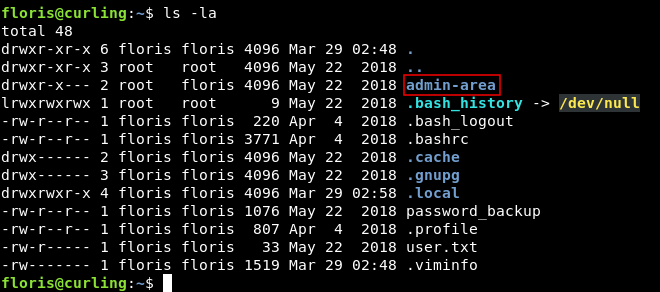 floris@curling:~$ ls -la
total 48
drwxr-xr-x 6 floris floris 4096 Mar 29 02:48 .
drwxr-xr-x 3 root   root   4096 May 22  2018 ..
drwxr-x--- 2 root   floris 4096 May 22  2018 admin-area
lrwxrwxrwx 1 root   root      9 May 22  2018 .bash_history -> /dev/null
-rw-r--r-- 1 floris floris  220 Apr  4  2018 .bash_logout
-rw-r--r-- 1 floris floris 3771 Apr  4  2018 .bashrc
drwx------ 2 floris floris 4096 May 22  2018 .cache
drwx------ 3 floris floris 4096 May 22  2018 .gnupg
drwxrwxr-x 4 floris floris 4096 Mar 29 02:58 .local
-rw-r--r-- 1 floris floris 1076 May 22  2018 password_backup
-rw-r--r-- 1 floris floris  807 Apr  4  2018 .profile
-rw-r----- 1 floris floris   33 May 22  2018 user.txt
-rw------- 1 floris floris 1519 Mar 29 02:48 .viminfo
floris@curling:~$